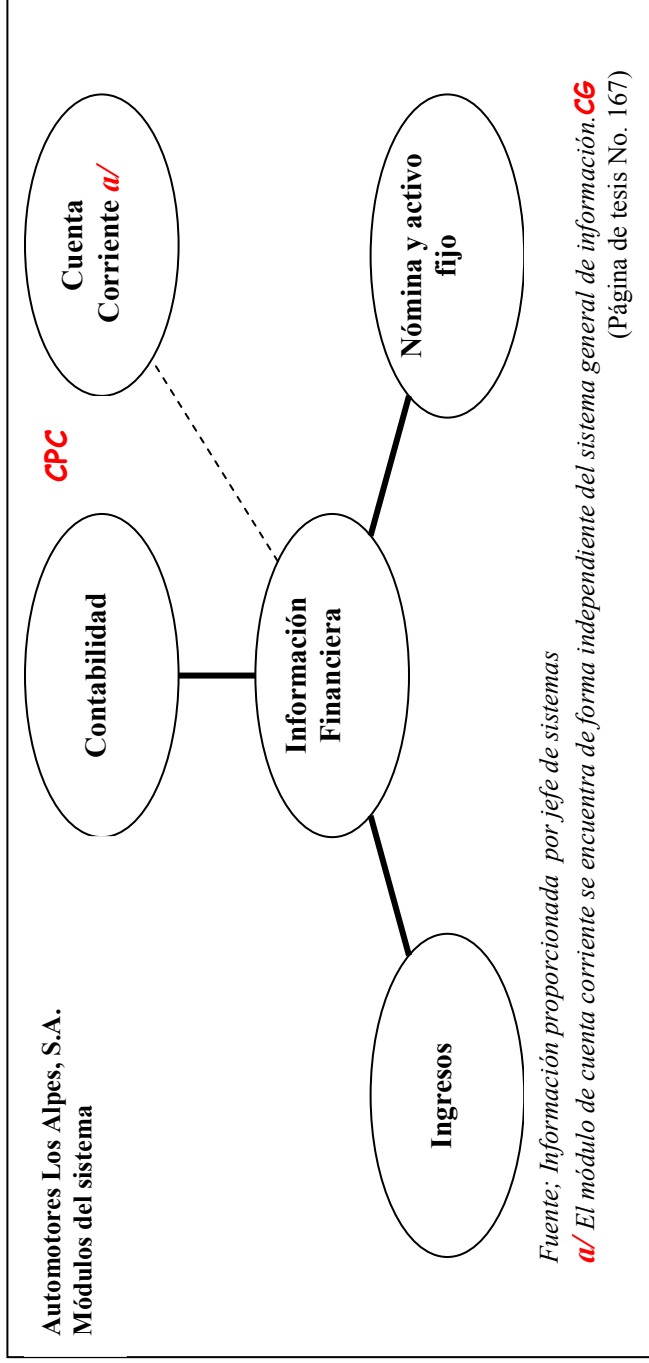 Automotores Los Alpes, S.A.
Módulos del sistema
CPC
Contabilidad
Cuenta
Corriente a/
Información
Financiera
Ingresos
Nómina y activo
fijo
Fuente; Información proporcionada por jefe de sistemas
a/ El módulo de cuenta corriente se encuentra de forma independiente del sistema general de información.CG
(Página de tesis No. 167)